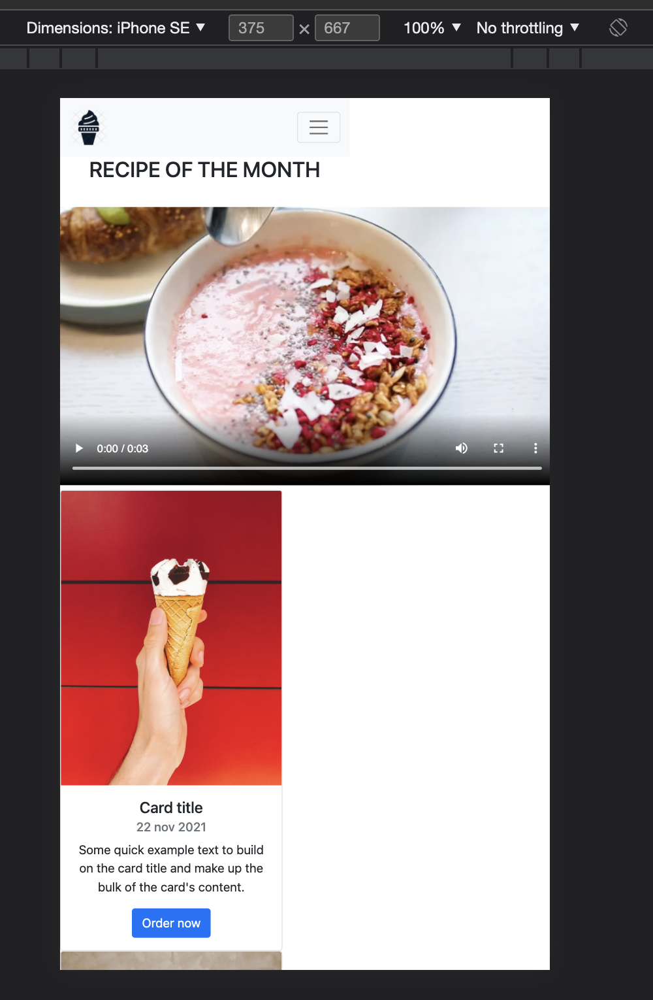 Dimensions: iPhone SE ▼ 375 × 667 100% ▼ No throttling ▼
RECIPE OF THE MONTH
0:00 / 0:03
Card title
22 nov 2021
Some quick example text to build
on the card title and make up the
bulk of the card's content.
Order now